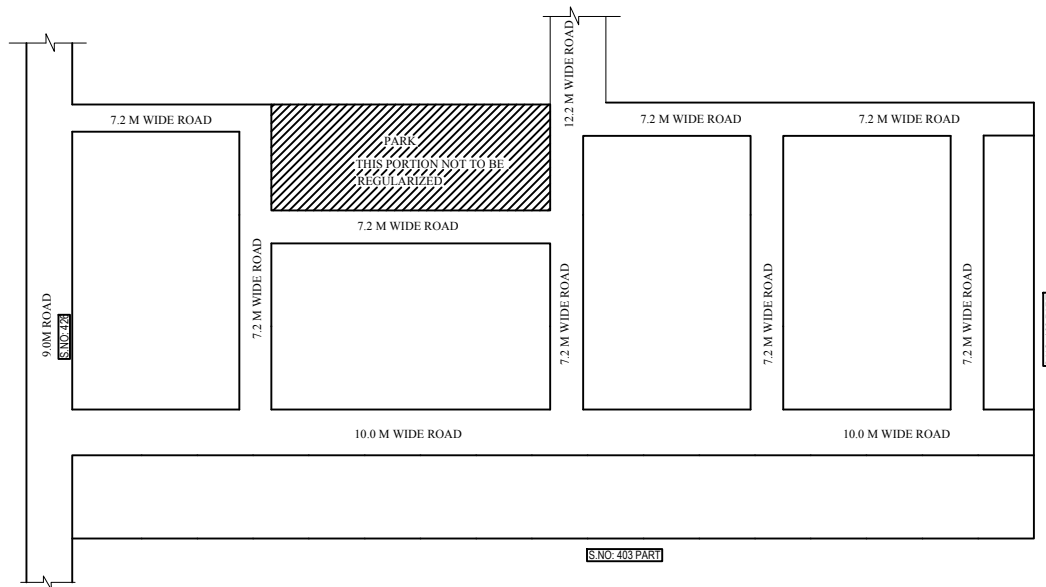 12.2 M WIDE ROAD
7.2 M WIDE ROAD
7.2 M WIDE ROAD
7.2 M WIDE ROAD
PARK
THIS PORTION NOT TO BE
REGULARIZED
7.2 M WIDE ROAD
9.0M ROAD
S.NO: 426
7.2 M WIDE ROAD
7.2 M WIDE ROAD
7.2 M WIDE ROAD
7.2 M WIDE ROAD
10.0 M WIDE ROAD
10.0 M WIDE ROAD
S.NO: 403 PART